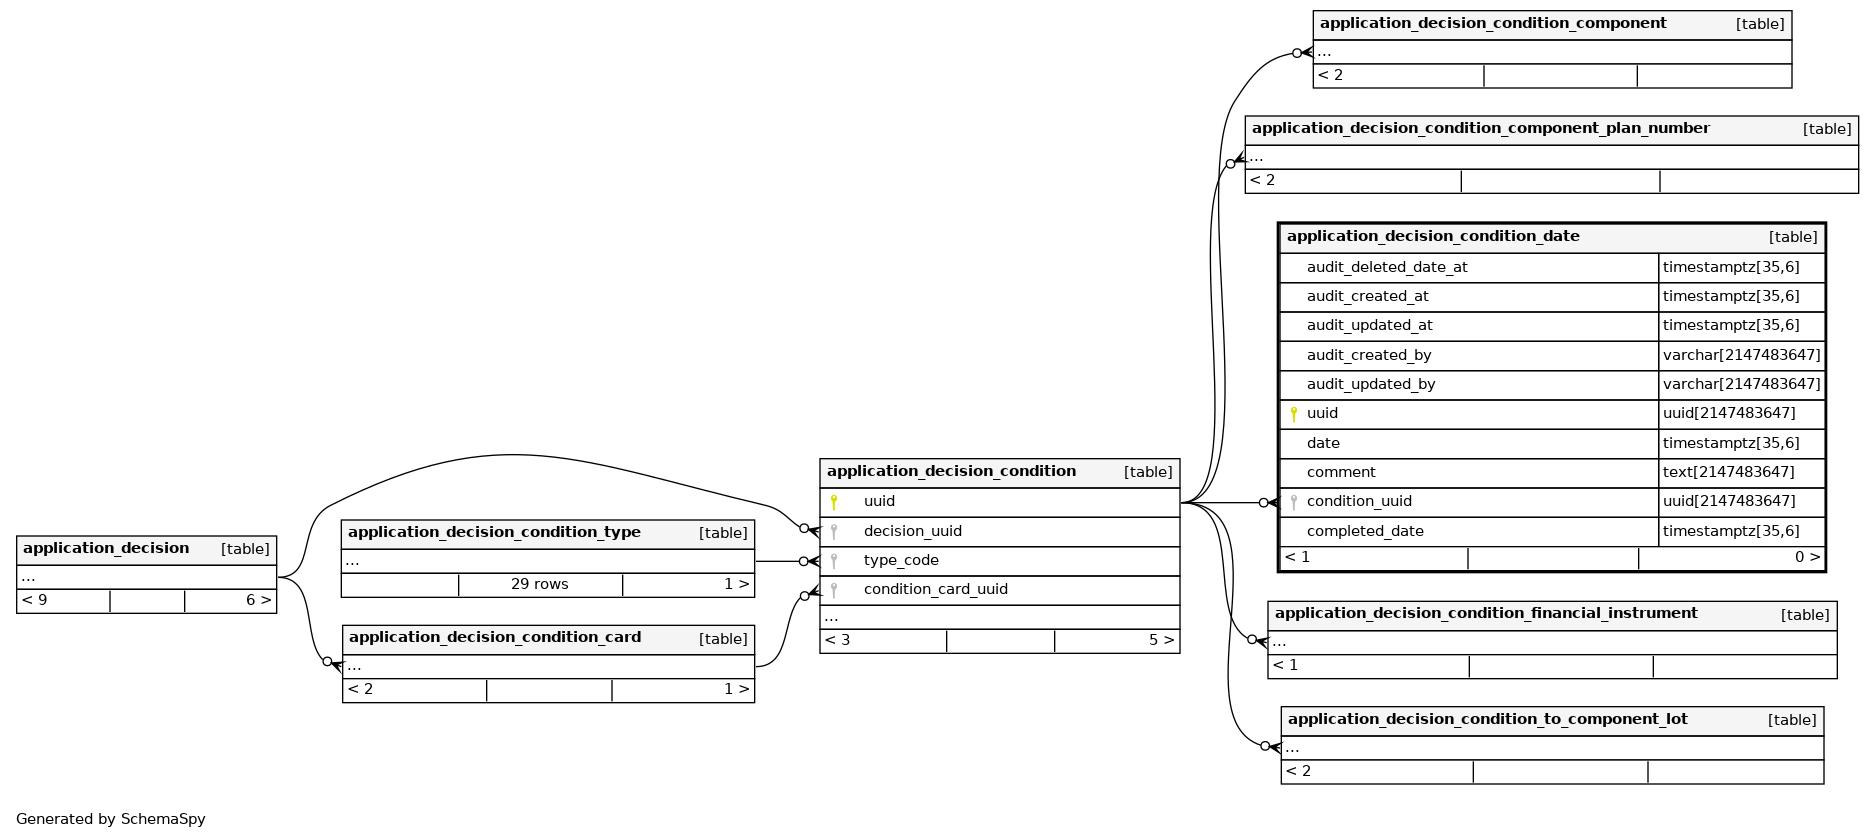 application_decision_condition_component [table]
...
< 2
application_decision_condition_component_plan_number [table]
...
< 2
application_decision_condition_date [table]
audit_deleted_date_at timestamptz[35,6]
audit_created_at timestamptz[35,6]
audit_updated_at timestamptz[35,6]
audit_created_by varchar[2147483647]
audit_updated_by varchar[2147483647]
uuid uuid[2147483647]
date timestamptz[35,6]
comment text[2147483647]
condition_uuid uuid[2147483647]
completed_date timestamptz[35,6]
< 1 0 >
application_decision_condition [table]
uuid
decision_uuid
type_code
condition_card_uuid
...
< 3 5 >
application_decision_condition_type [table]
...
29 rows 1 >
application_decision [table]
...
< 9 6 >
application_decision_condition_card [table]
...
< 2 1 >
application_decision_condition_financial_instrument [table]
...
< 1
application_decision_condition_to_component_lot [table]
...
< 2
Generated by SchemaSpy